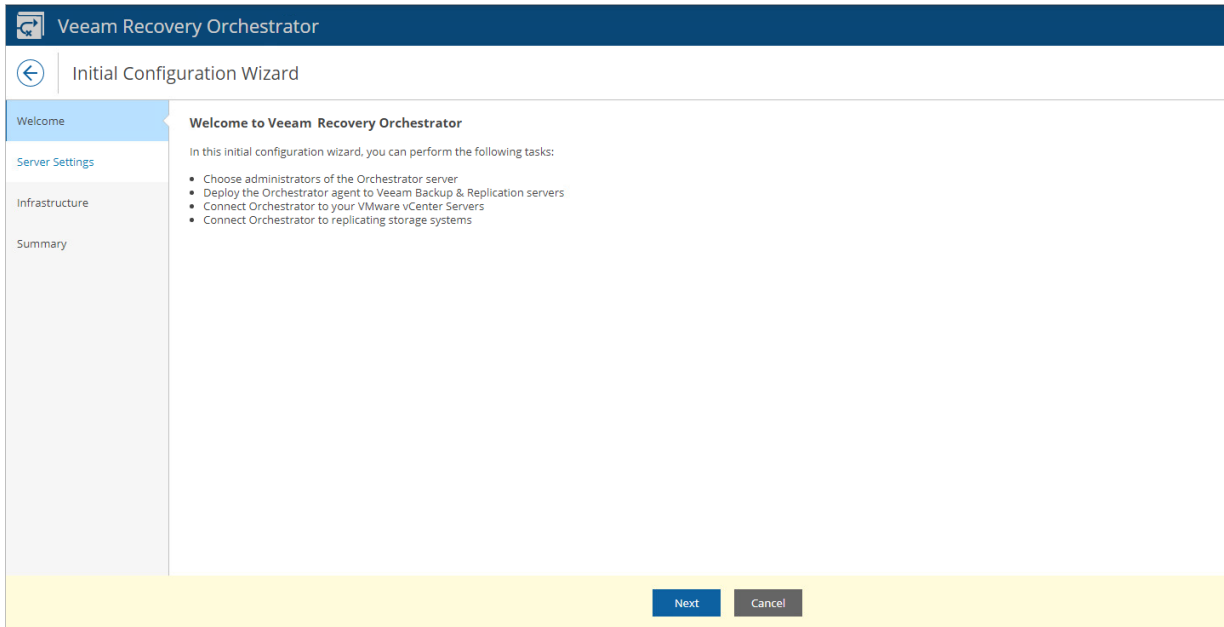 Veeam Recovery Orchestrator
Initial Configuration Wizard
Welcome
Server Settings
Infrastructure
Summary
Welcome to Veeam Recovery Orchestrator
In this initial configuration wizard, you can perform the following tasks:
• Choose administrators of the Orchestrator server
• Deploy the Orchestrator agent to Veeam Backup & Replication servers
• Connect Orchestrator to your VMware vCenter Servers
• Connect Orchestrator to replicating storage systems
Next Cancel